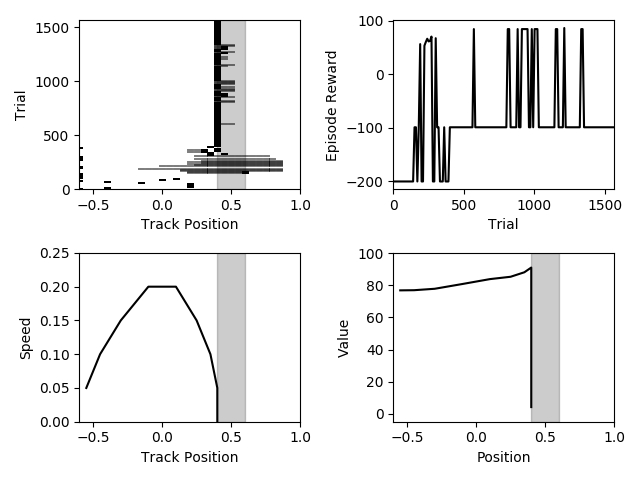 1500
1000
500
0
Trial
−0.5 0.0 0.5 1.0
Track Position
100
0
−100
−200
Episode Reward
0 500 1000 1500
Trial
0.25
0.20
0.15
0.10
0.05
0.00
Speed
−0.5 0.0 0.5 1.0
Track Position
100
80
60
40
20
0
Value
−0.5 0.0 0.5 1.0
Position